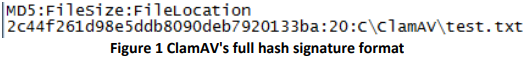 MD5:FileSize:FileLocation
2c44f261d98e5ddb8090deb7920133ba:20:C\ClamAV\test.txt
Figure 1 ClamAV's full hash signature format